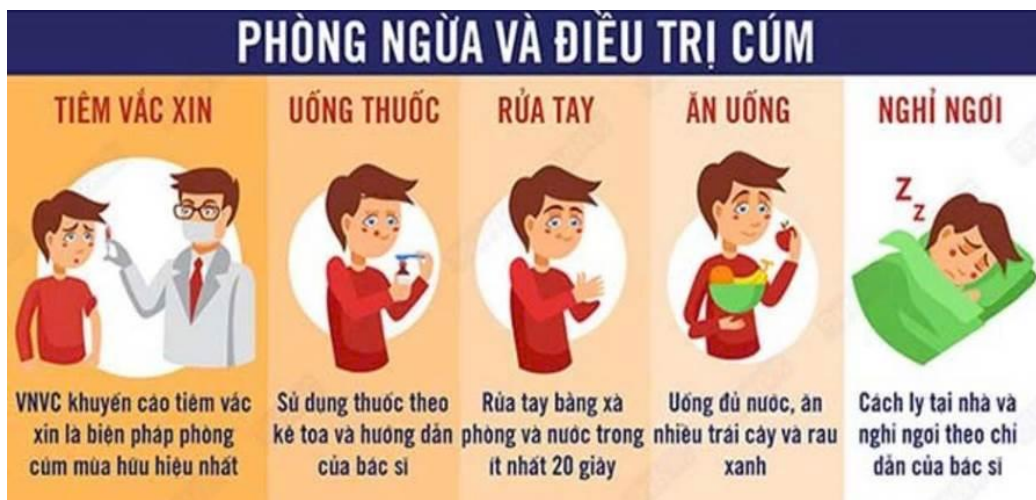 PHÒNG NGỪA VÀ ĐIỀU TRỊ CÚM
TIÊM VẮC XIN
VNVC khuyến cáo tiêm vắc
xin là biện pháp phòng
cúm mùa hữu hiệu nhất
UỐNG THUỐC
Sử dụng thuốc theo
kê toa và hướng dẫn
của bác sĩ
RỬA TAY
Rửa tay bằng xà
phòng và nước trong
ít nhất 20 giây
ĂN UỐNG
Uống đủ nước, ăn
nhiều trái cây và rau
xanh
NGHỈ NGƠI
Z
Z
Cách ly tại nhà và
nghỉ ngơi theo chỉ
dẫn của bác sĩ